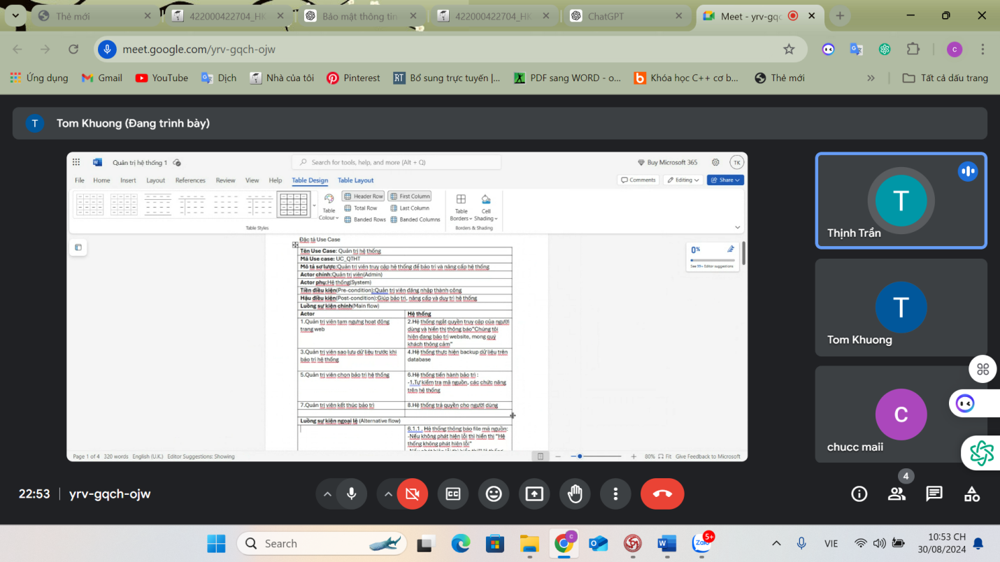 Thẻ mới
422000422704_HK
Bảo mật thông tin
422000422704_HK
ChatGPT
Meet - yrv-gqc
meet.google.com/yrv-gqch-ojw
C
Ứng dụng
Gmail
YouTube
Dịch
Nhà của tôi
Pinterest
RT
Bổ sung trực tuyến |...
PDF sang WORD - o...
Khóa học C++ cơ b...
Thẻ mới
Tất cả dấu trang
T
Tom Khuong (Đang trình bày)
Quản trị hệ thống 1
Search for tools, help, and more (Alt + Q)
Buy Microsoft 365
TK
File
Home
Insert
Layout
References
Review
View
Help
Table Design
Table Layout
Comments
Editing
Share
Table Colour
Header Row
First Column
Total Row
Last Column
Banded Rows
Banded Columns
Table Borders
Cell Shading
Table Styles
Borders & Shading
0%
See 99+ Editor suggestions
Đặc tả Use Case
Tên Use Case: Quản trị hệ thống
Mã Use case: UC_QTHT
Mô tả sơ lược:Quản trị viên truy cập hệ thống để bảo trì và nâng cấp hệ thống
Actor chính:Quản trị viên(Admin)
Actor phụ:Hệ thống(System)
Tiền điều kiện(Pre-condition):Quản trị viên đăng nhập thành công
Hậu điều kiện(Post-condition):Giúp bảo trì, nâng cấp và duy trì hệ thống
Luồng sự kiện chính(Main flow)
Actor
Hệ thống
1.Quản trị viên tạm ngưng hoạt động
trang web
2.Hệ thống ngắt quyền truy cập của người
dùng và hiển thị thông báo"Chúng tôi
hiện đang bảo trì website, mong quý
khách thông cảm"
3.Quản trị viên sao lưu dữ liệu trước khi
bảo trì hệ thống
4.Hệ thống thực hiện backup dữ liệu trên
database
5.Quản trị viên chọn bảo trì hệ thống
6.Hệ thống tiến hành bảo trì :
-1.Tự kiểm tra mã nguồn, các chức năng
trên hệ thống
7.Quản trị viên kết thúc bảo trì
8.Hệ thống trả quyền cho người dùng
Luồng sự kiện ngoại lệ (Alternative flow)
6.1.1 . Hệ thống thông báo file mã nguồn:
-Nếu không phát hiện lỗi thì hiển thị "Hệ
thống không phát hiện lỗi"
Page 1 of 4
320 words
English (U.K.)
Editor Suggestions: Showing
80%
Fit
Give Feedback to Microsoft
T
Thịnh Trần
T
Tom Khuong
C
chucc maii
22:53
yrv-gqch-ojw
4
Search
C
Zalo
5+
VIE
10:53 CH
30/08/2024